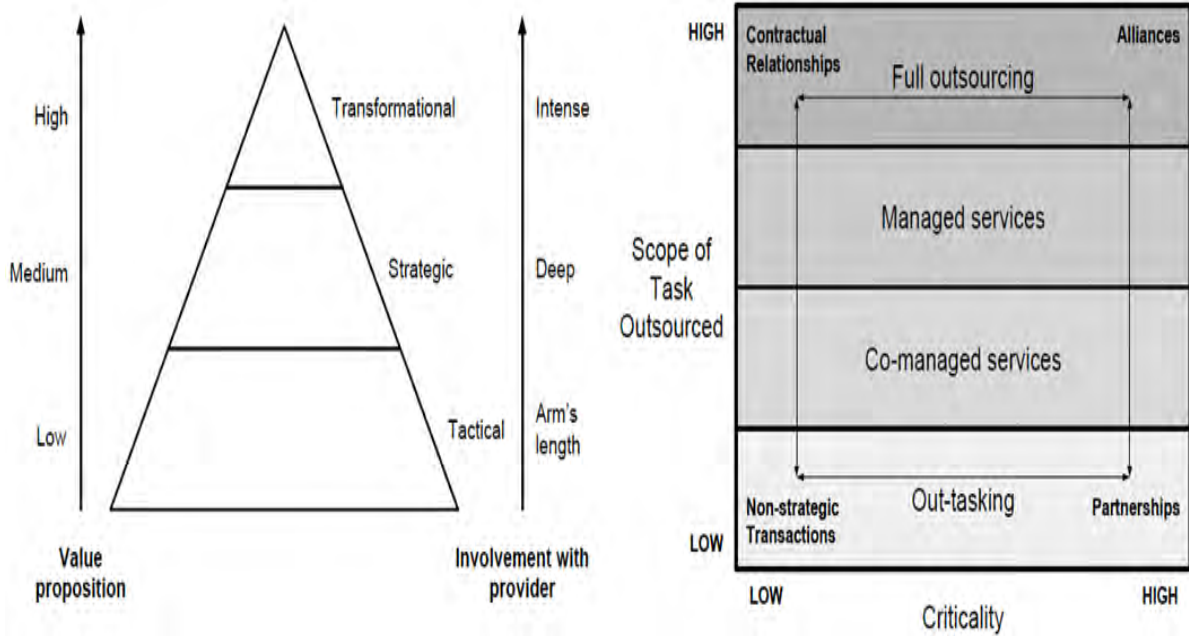 High
Medium
Low
Value
proposition
Transformational
Strategic
Tactical
Intense
Deep
Arm's
length
Involvement with
provider
HIGH
Scope of
Task
Outsourced
LOW
Contractual
Relationships
Alliances
Full outsourcing
Managed services
Co-managed services
Out-tasking
Non-strategic
Transactions
Partnerships
LOW
HIGH
Criticality